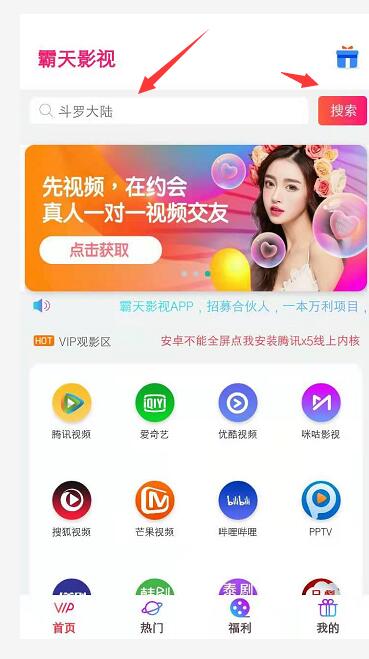 霸天影视
斗罗大陆
搜索
先视频，在约会
真人一对一视频交友
点击获取
霸天影视APP，招募合伙人，一本万利项目，
HOT VIP观影区
安卓不能全屏点我安装腾讯x5线上内核
QIYI
腾讯视频
爱奇艺
优酷视频
咪咕影视
bilibili
搜狐视频
芒果视频
哔哩哔哩
PPTV
泰剧
VIP
首页
热门
福利
我的